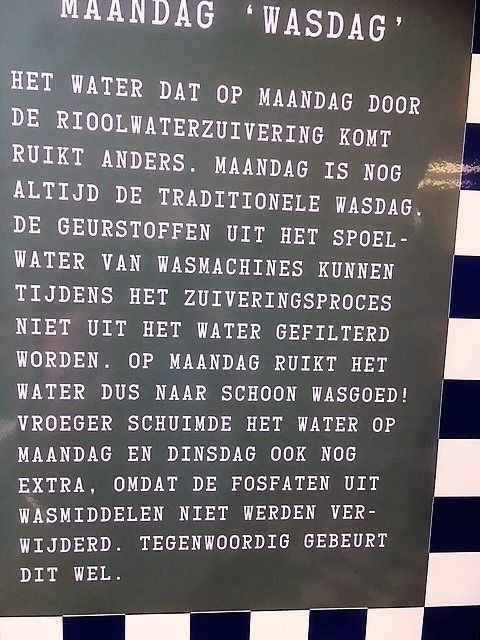 MAANDAG ‘WASDAG’
HET WATER DAT OP MAANDAG DOOR
DE RIOOLWATERZUIVERING KOMT
RUIKT ANDERS. MAANDAG IS NOG
ALTIJD DE TRADITIONELE WASDAG.
DE GEURSTOFFEN UIT HET SPOEL-
WATER VAN WASMACHINES KUNNEN
TIJDENS HET ZUIVERINGSPROCES
NIET UIT HET WATER GEFILTERD
WORDEN. OP MAANDAG RUIKT HET
WATER DUS NAAR SCHOON WASGOED!
VROEGER SCHUIMDE HET WATER OP
MAANDAG EN DINSDAG OOK NOG
EXTRA, OMDAT DE FOSFATEN UIT
WASMIDDELEN NIET WERDEN VER-
WIJDERD. TEGENWOORDIG GEBEURT
DIT WEL.